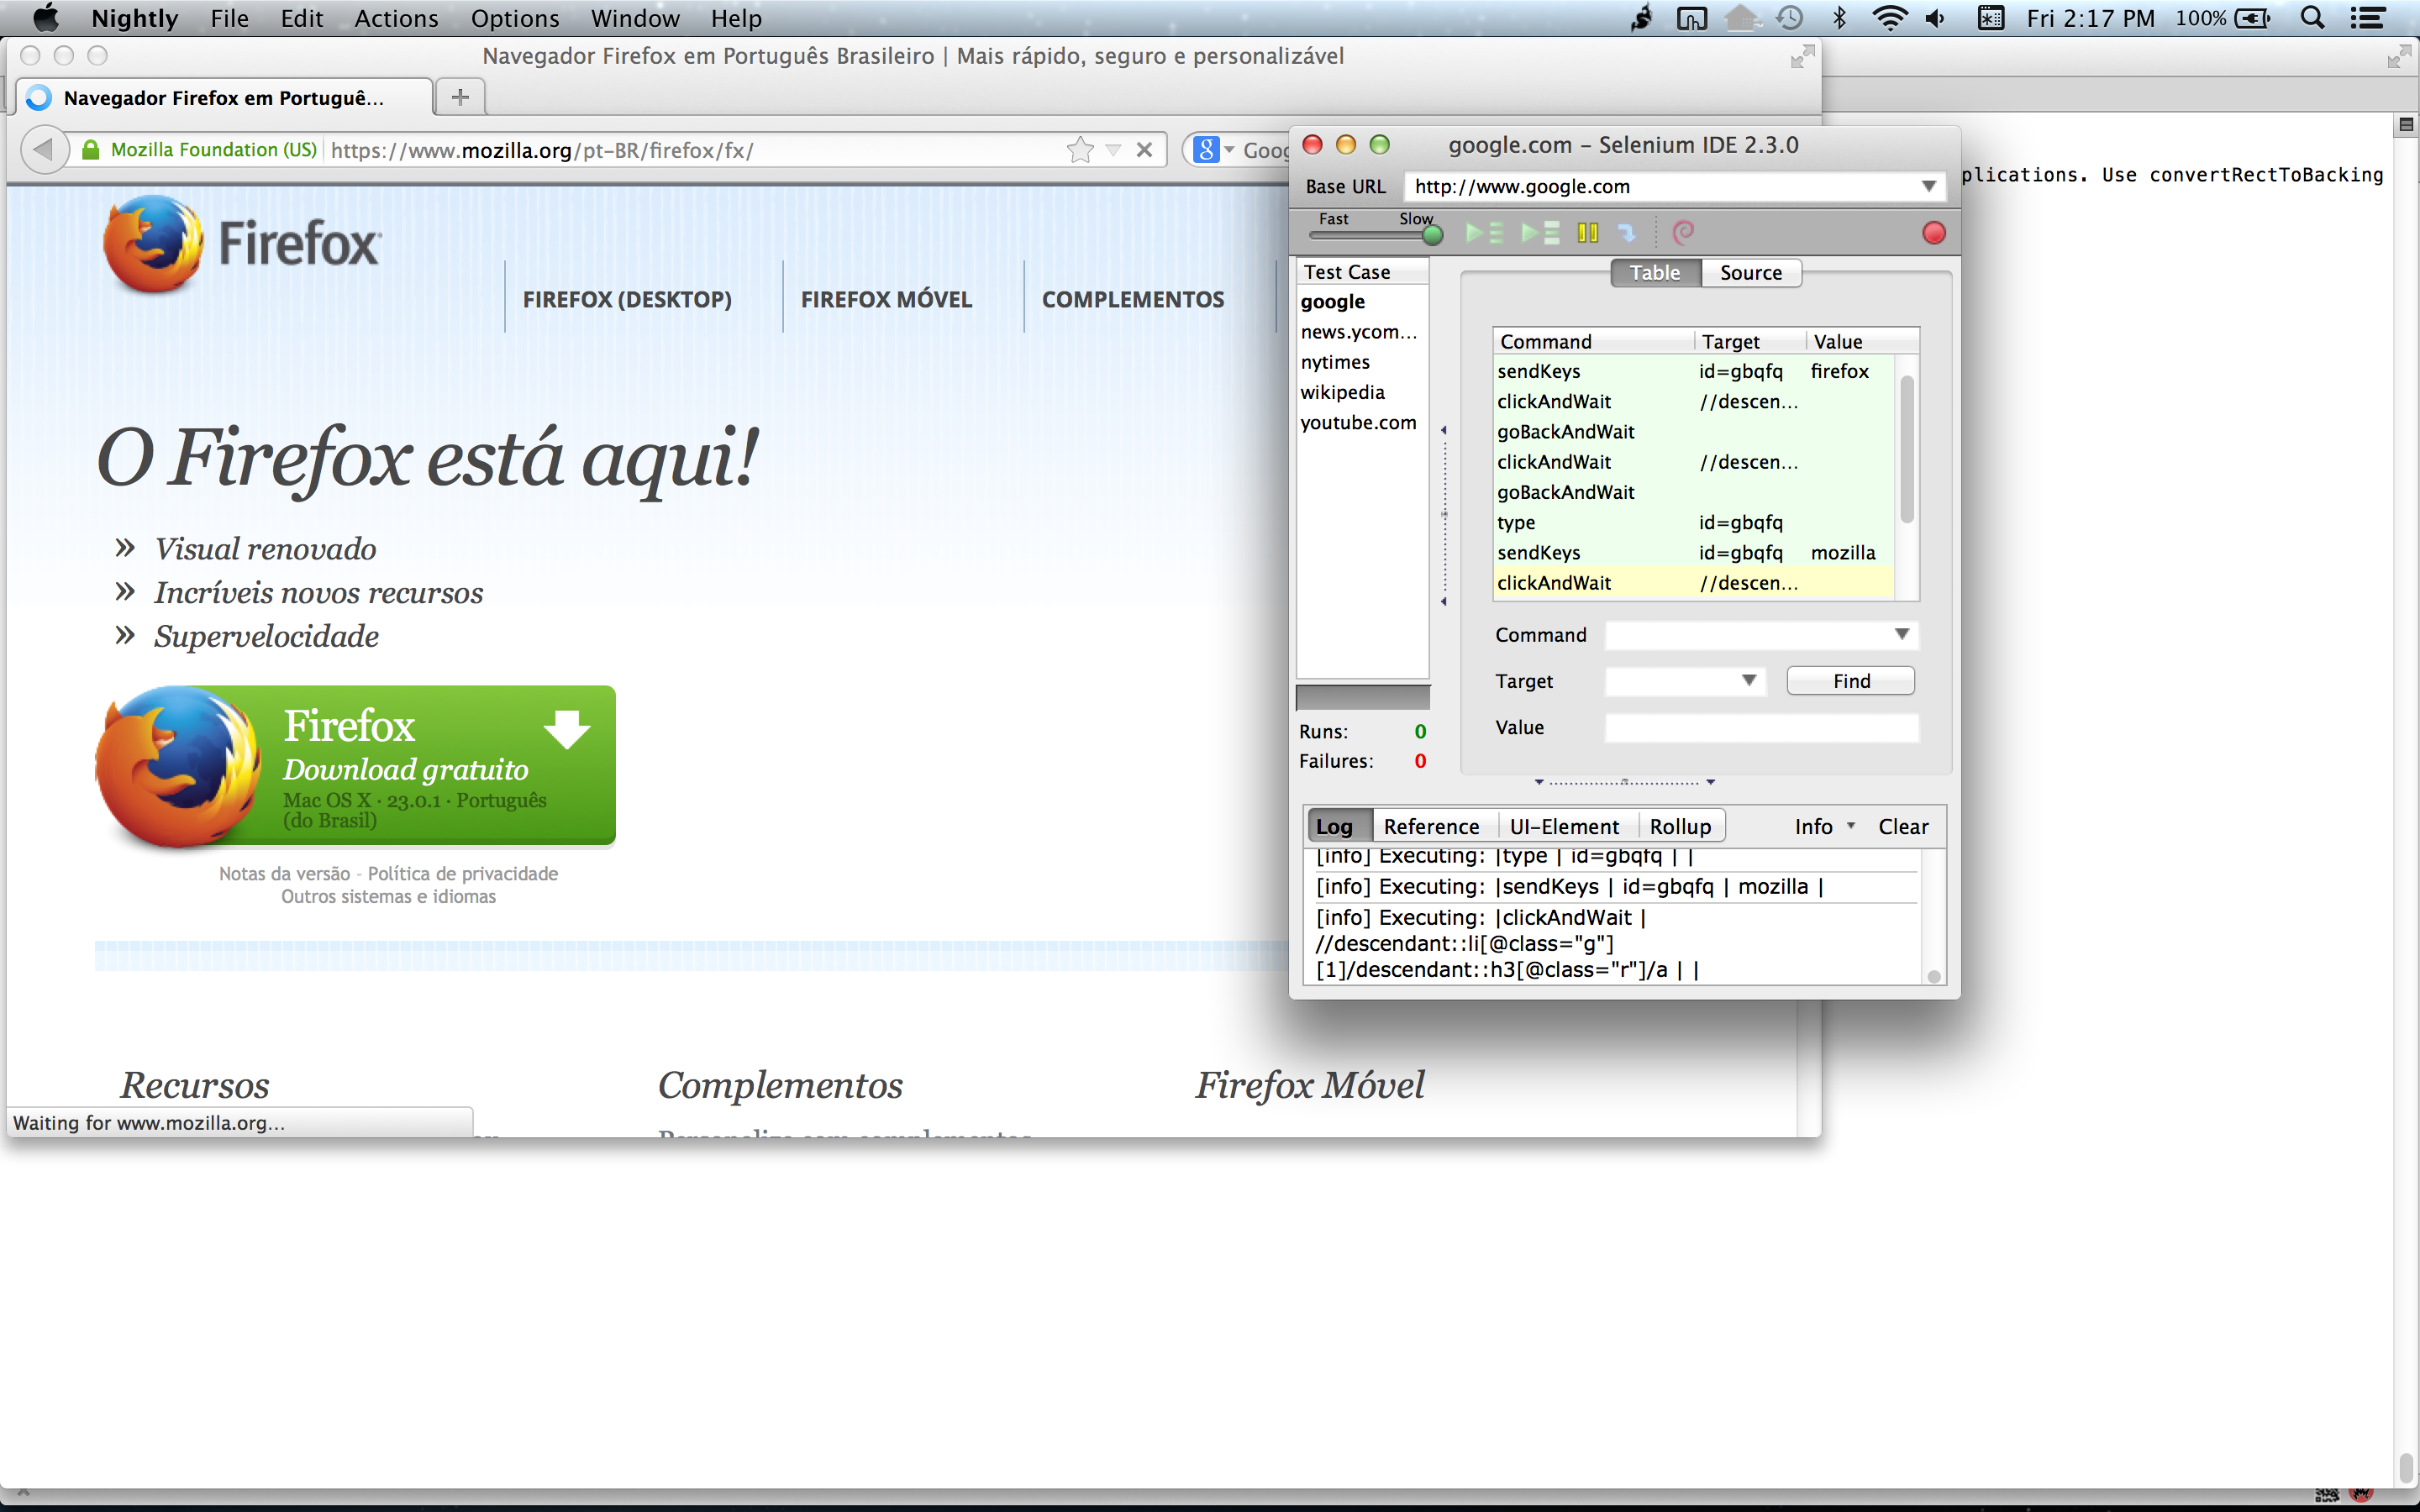 Nightly File Edit Actions Options Window Help Fri 2:17 PM 100%
Navegador Firefox em Português Brasileiro | Mais rápido, seguro e personalizável
Navegador Firefox em Portuguê...
Mozilla Foundation (US) https://www.mozilla.org/pt-BR/firefox/fx/
Firefox
FIREFOX (DESKTOP) FIREFOX MÓVEL COMPLEMENTOS
O Firefox está aqui!
» Visual renovado
» Incríveis novos recursos
» Supervelocidade
Firefox
Download gratuito
Mac OS X · 23.0.1 · Português
(do Brasil)
Notas da versão - Política de privacidade
Outros sistemas e idiomas
Recursos Complementos Firefox Móvel
Waiting for www.mozilla.org...
google.com – Selenium IDE 2.3.0
Base URL http://www.google.com
Fast Slow
Test Case
google
news.ycom...
nytimes
wikipedia
youtube.com
Runs: 0
Failures: 0
Table Source
Command Target Value
sendKeys id=gbqfq firefox
clickAndWait //descen...
goBackAndWait
clickAndWait //descen...
goBackAndWait
type id=gbqfq
sendKeys id=gbqfq mozilla
clickAndWait //descen...
Command
Target Find
Value
Log Reference UI-Element Rollup Info Clear
[info] Executing: |type | id=gbqfq | |
[info] Executing: |sendKeys | id=gbqfq | mozilla |
[info] Executing: |clickAndWait |
//descendant::li[@class="g"]
[1]/descendant::h3[@class="r"]/a | |
plications. Use convertRectToBacking